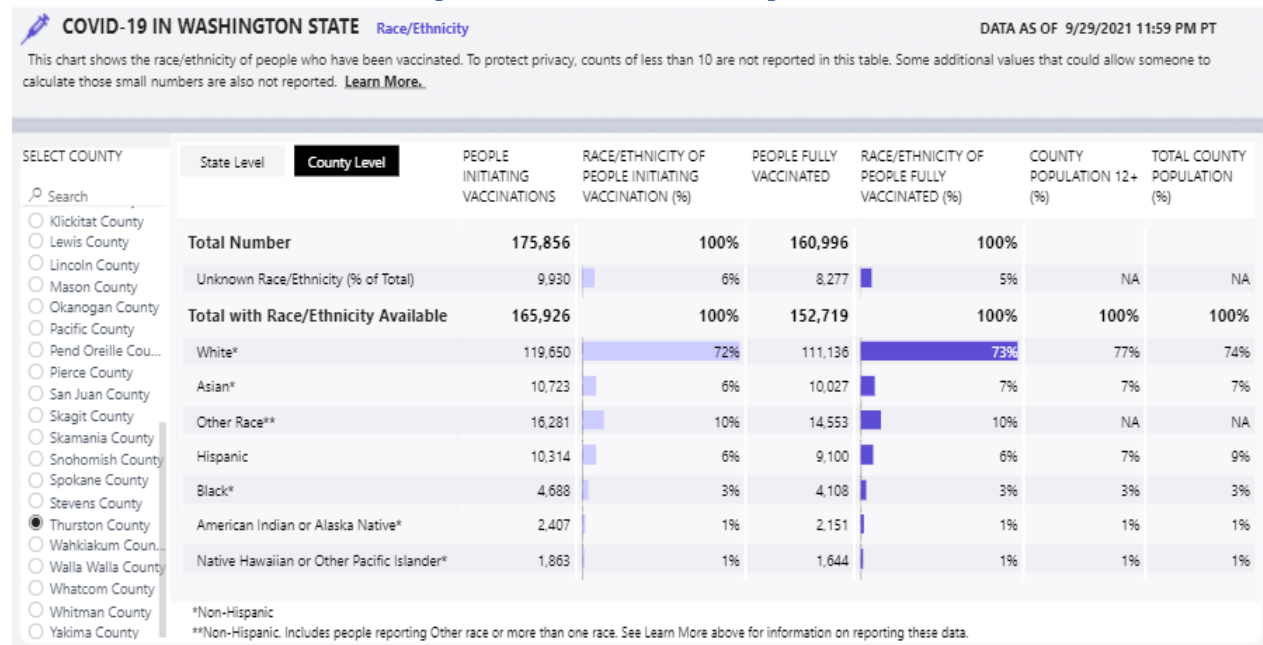 COVID-19 IN WASHINGTON STATE Race/Ethnicity DATA AS OF 9/29/2021 11:59 PM PT
This chart shows the race/ethnicity of people who have been vaccinated. To protect privacy, counts of less than 10 are not reported in this table. Some additional values that could allow someone to
calculate those small numbers are also not reported. Learn More.
SELECT COUNTY
Search
Klickitat County
Lewis County
Lincoln County
Mason County
Okanogan County
Pacific County
Pend Oreille Cou...
Pierce County
San Juan County
Skagit County
Skamania County
Snohomish County
Spokane County
Stevens County
Thurston County
Wahkiakum Coun...
Walla Walla County
Whatcom County
Whitman County
Yakima County
State Level County Level
PEOPLE INITIATING VACCINATIONS
RACE/ETHNICITY OF PEOPLE INITIATING VACCINATION (%)
PEOPLE FULLY VACCINATED
RACE/ETHNICITY OF PEOPLE FULLY VACCINATED (%)
COUNTY POPULATION 12+ (%)
TOTAL COUNTY POPULATION (%)
Total Number 175,856 100% 160,996 100%
Unknown Race/Ethnicity (% of Total) 9,930 6% 8,277 5% NA NA
Total with Race/Ethnicity Available 165,926 100% 152,719 100% 100% 100%
White* 119,650 72% 111,136 73% 77% 74%
Asian* 10,723 6% 10,027 7% 7% 7%
Other Race** 16,281 10% 14,553 10% NA NA
Hispanic 10,314 6% 9,100 6% 7% 9%
Black* 4,688 3% 4,108 3% 3% 3%
American Indian or Alaska Native* 2,407 1% 2,151 1% 1% 1%
Native Hawaiian or Other Pacific Islander* 1,863 1% 1,644 1% 1% 1%
*Non-Hispanic
**Non-Hispanic. Includes people reporting Other race or more than one race. See Learn More above for information on reporting these data.